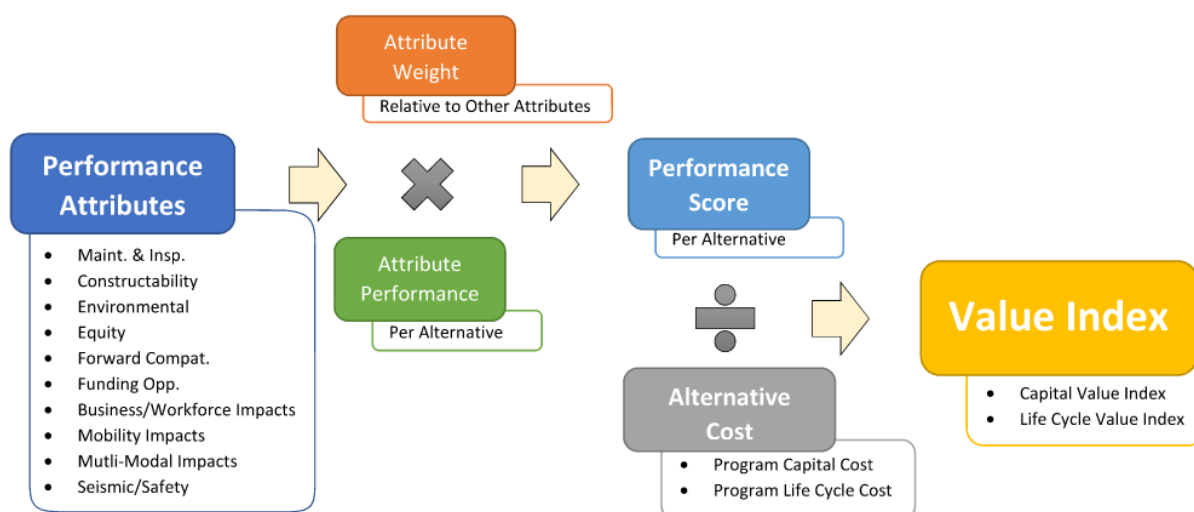 Performance
Attributes
• Maint. & Insp.
• Constructability
• Environmental
• Equity
• Forward Compat.
• Funding Opp.
• Business/Workforce Impacts
• Mobility Impacts
• Mutli-Modal Impacts
• Seismic/Safety
Attribute
Weight
Relative to Other Attributes
Attribute
Performance
Per Alternative
Performance
Score
Per Alternative
Alternative
Cost
• Program Capital Cost
• Program Life Cycle Cost
Value Index
• Capital Value Index
• Life Cycle Value Index